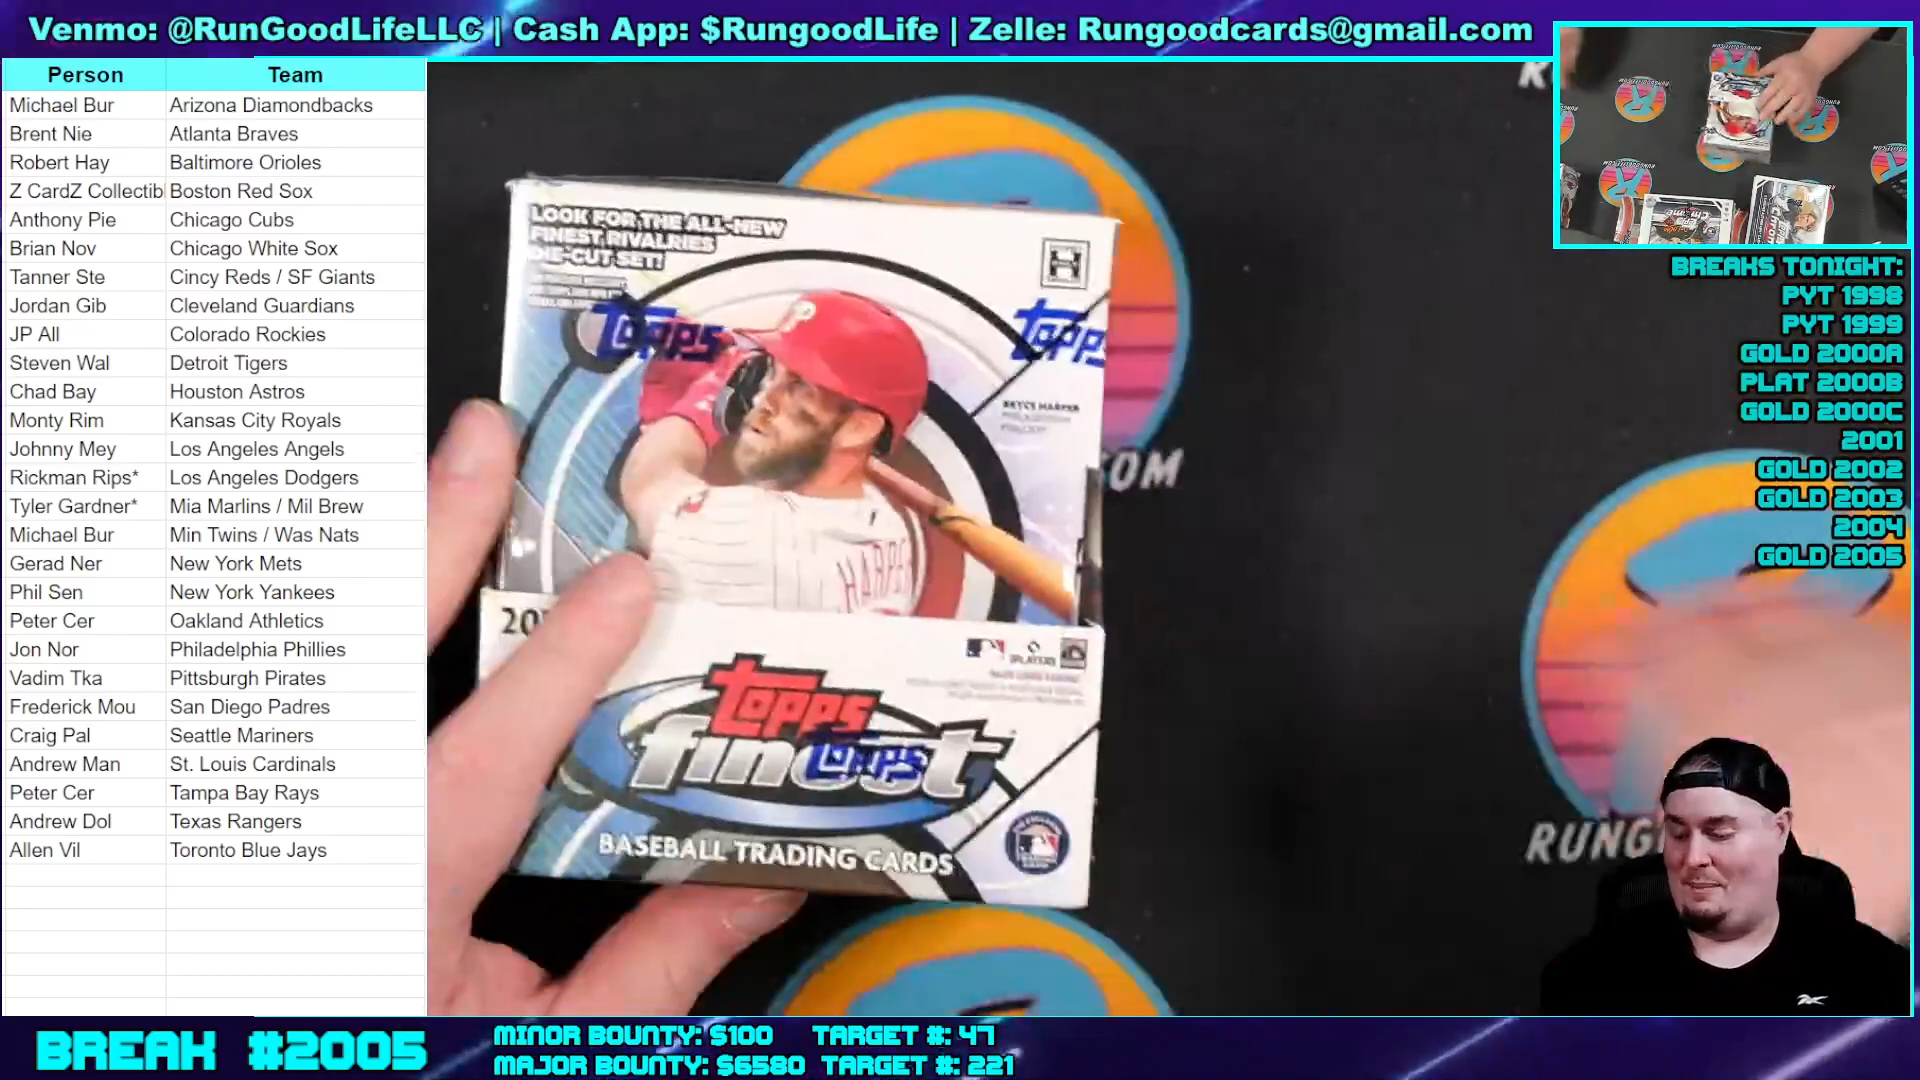 Venmo: @RunGoodLifeLLC | Cash App: $RungoodLife | Zelle: Rungoodcards@gmail.com
Person Team
Michael Bur Arizona Diamondbacks
Brent Nie Atlanta Braves
Robert Hay Baltimore Orioles
Z CardZ Collectib Boston Red Sox
Anthony Pie Chicago Cubs
Brian Nov Chicago White Sox
Tanner Ste Cincy Reds / SF Giants
Jordan Gib Cleveland Guardians
JP All Colorado Rockies
Steven Wal Detroit Tigers
Chad Bay Houston Astros
Monty Rim Kansas City Royals
Johnny Mey Los Angeles Angels
Rickman Rips* Los Angeles Dodgers
Tyler Gardner* Mia Marlins / Mil Brew
Michael Bur Min Twins / Was Nats
Gerad Ner New York Mets
Phil Sen New York Yankees
Peter Cer Oakland Athletics
Jon Nor Philadelphia Phillies
Vadim Tka Pittsburgh Pirates
Frederick Mou San Diego Padres
Craig Pal Seattle Mariners
Andrew Man St. Louis Cardinals
Peter Cer Tampa Bay Rays
Andrew Dol Texas Rangers
Allen Vil Toronto Blue Jays
LOOK FOR THE ALL-NEW
FINEST RIVALRIES
DIE-CUT SET!
Topps
Topps
BRYCE HARPER
HARPER
20
Topps
finest
Topps
BASEBALL TRADING CARDS
OM
RUNG
BREAKS TONIGHT:
PYT 1998
PYT 1999
GOLD 2000A
PLAT 2000B
GOLD 2000C
2001
GOLD 2002
GOLD 2003
2004
GOLD 2005
BREAK #2005
MINOR BOUNTY: $100 TARGET #: 47
MAJOR BOUNTY: $6580 TARGET #: 221